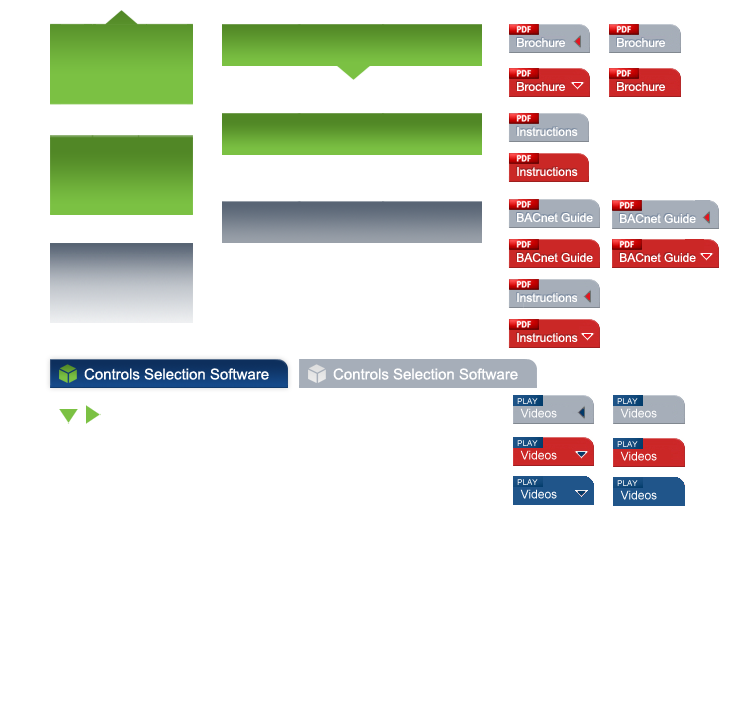 PDF
Brochure
PDF
Brochure
PDF
Brochure
PDF
Brochure
PDF
Instructions
PDF
Instructions
PDF
BACnet Guide
PDF
BACnet Guide
PDF
BACnet Guide
PDF
BACnet Guide
PDF
Instructions
PDF
Instructions
Controls Selection Software
Controls Selection Software
PLAY
Videos
PLAY
Videos
PLAY
Videos
PLAY
Videos
PLAY
Videos
PLAY
Videos